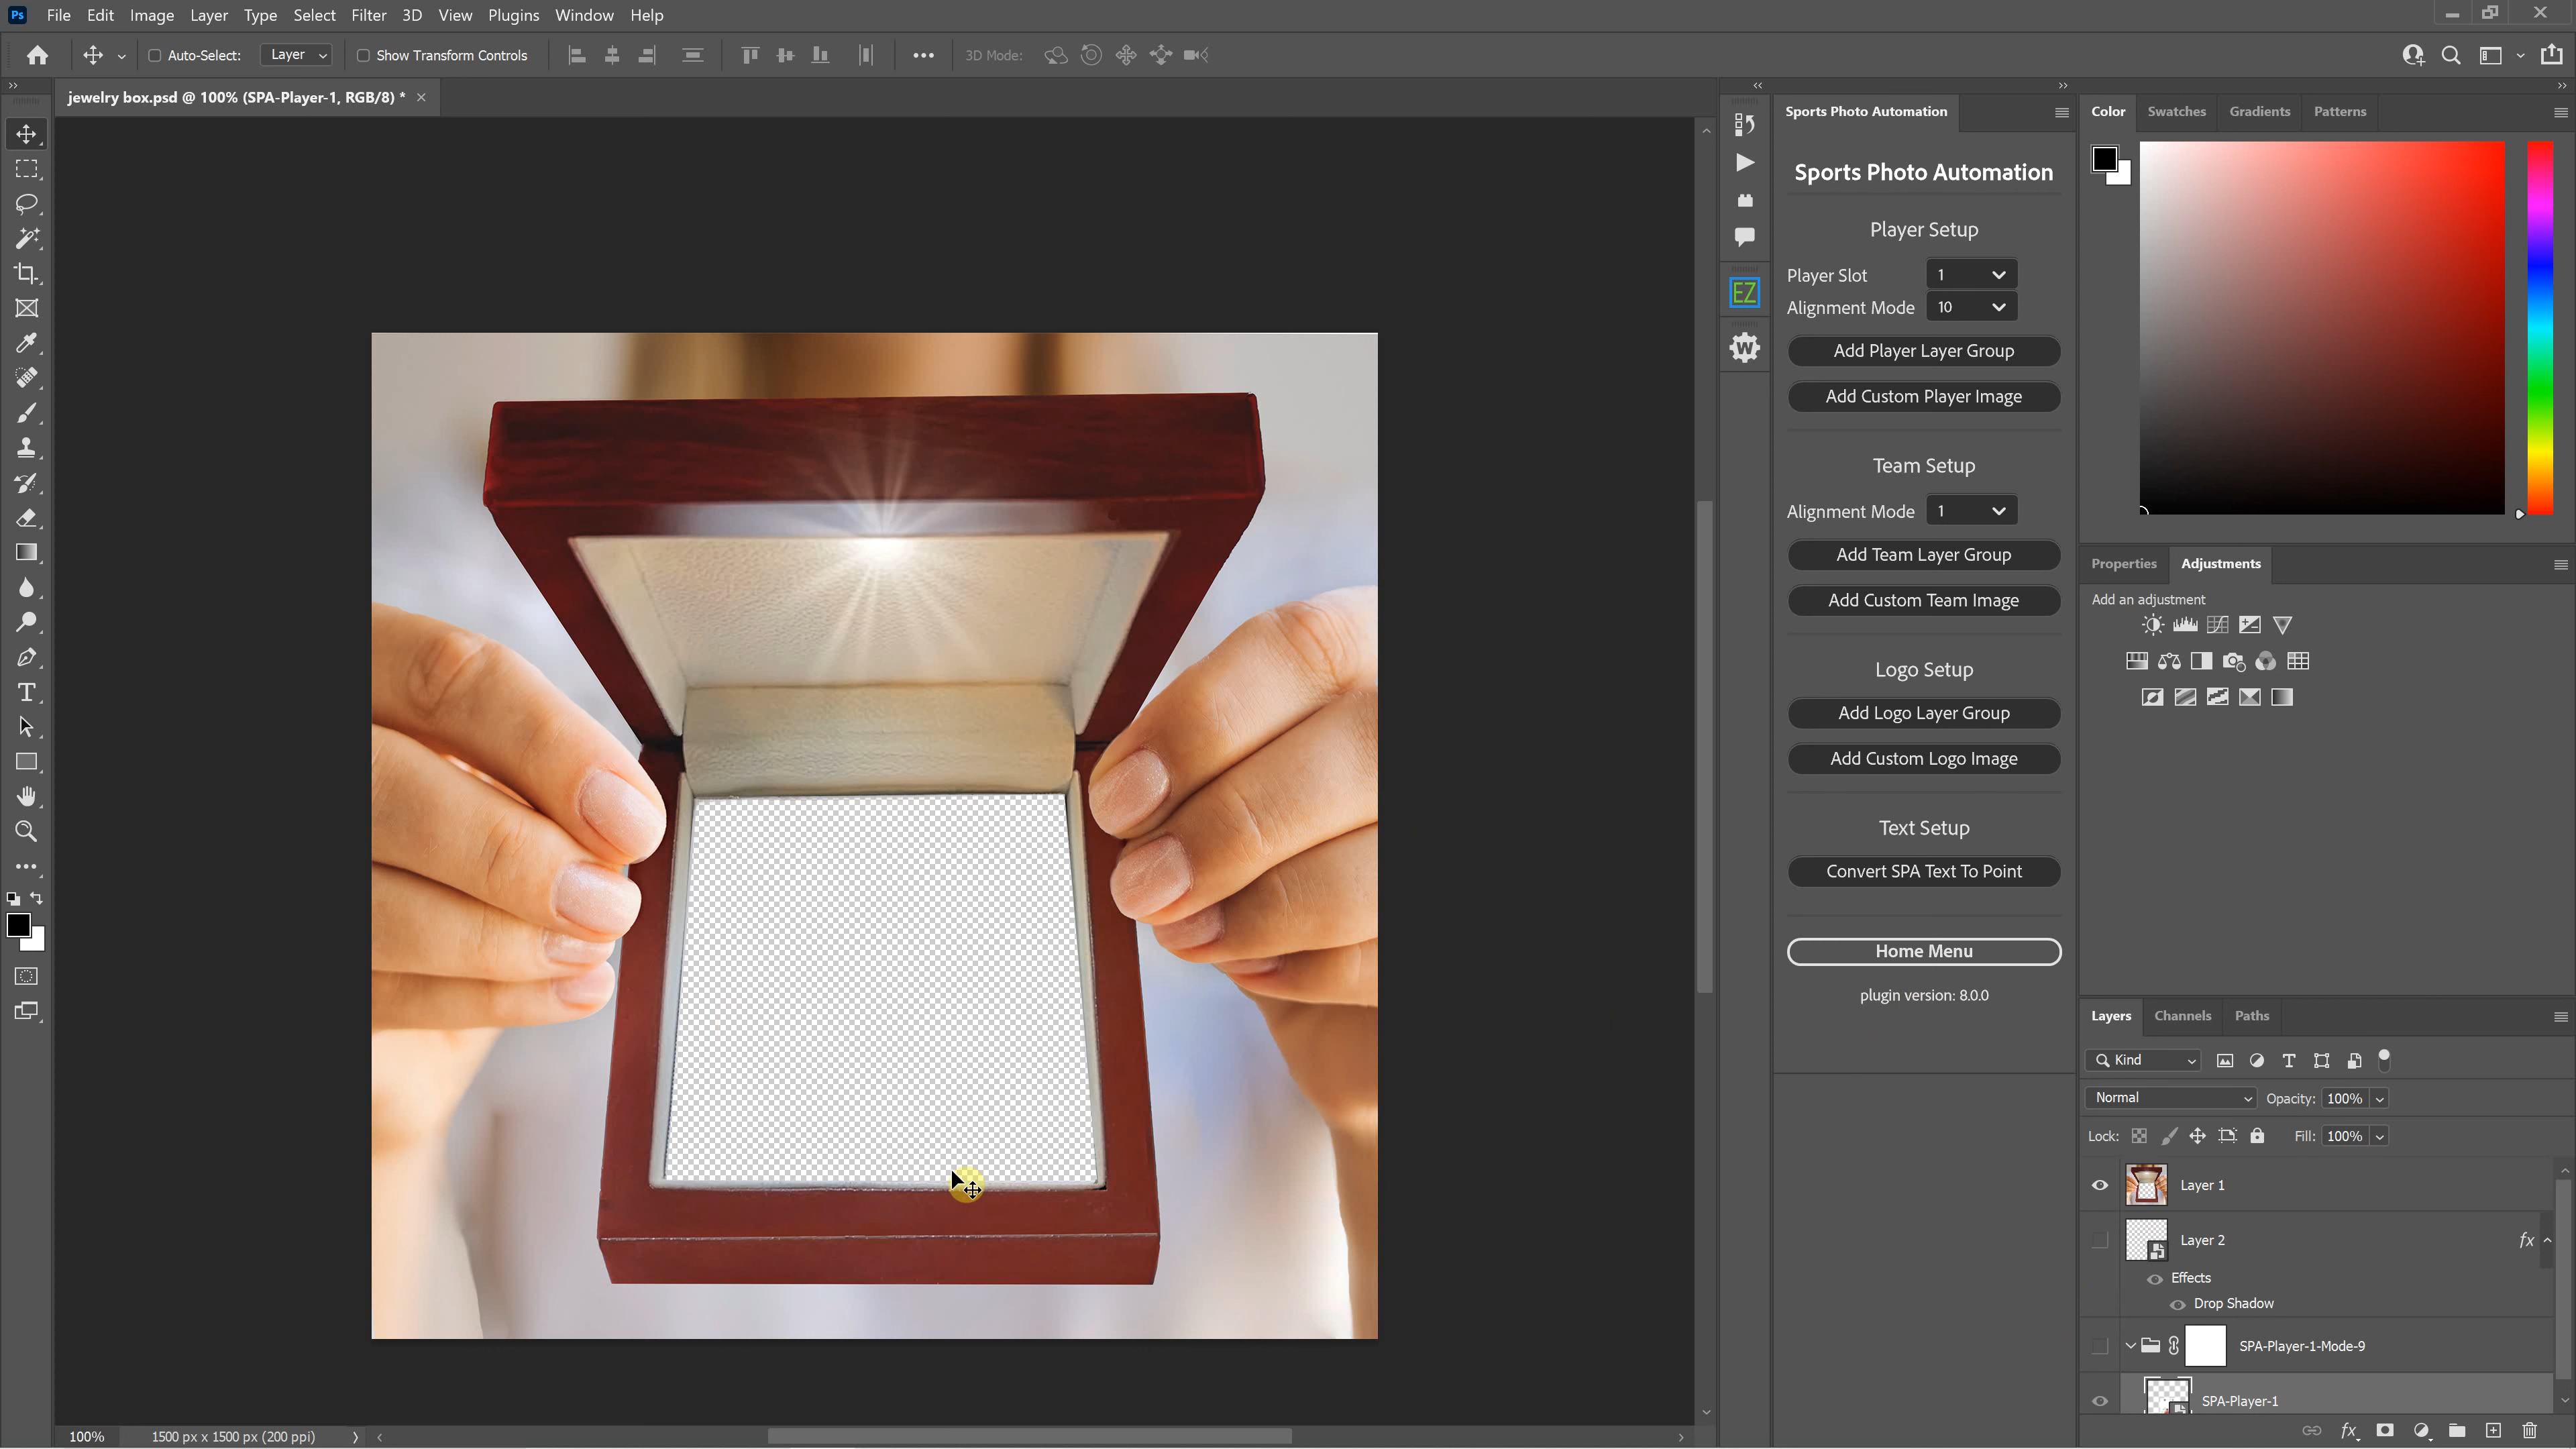 Ps File Edit Image Layer Type Select Filter 3D View Plugins Window Help
Auto-Select: Layer Show Transform Controls 3D Mode:
jewelry box.psd @ 100% (SPA-Player-1, RGB/8) *
Sports Photo Automation
Sports Photo Automation
Player Setup
Player Slot 1
Alignment Mode 10
Add Player Layer Group
Add Custom Player Image
Team Setup
Alignment Mode 1
Add Team Layer Group
Add Custom Team Image
Logo Setup
Add Logo Layer Group
Add Custom Logo Image
Text Setup
Convert SPA Text To Point
Home Menu
plugin version: 8.0.0
EZ
W
Color Swatches Gradients Patterns
Properties Adjustments
Add an adjustment
Layers Channels Paths
Kind
Normal Opacity: 100%
Lock: Fill: 100%
Layer 1
Layer 2 fx
Effects
Drop Shadow
SPA-Player-1-Mode-9
SPA-Player-1
fx
100% 1500 px x 1500 px (200 ppi)